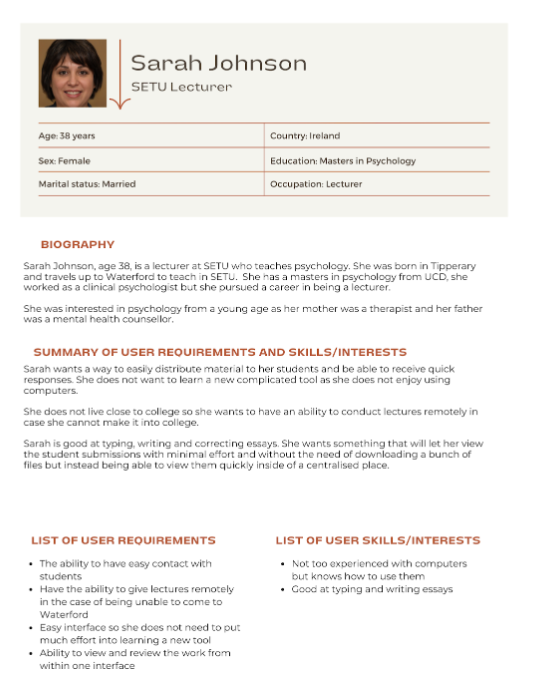 Sarah Johnson
SETU Lecturer
Age: 38 years
Country: Ireland
Sex: Female
Education: Masters in Psychology
Marital status: Married
Occupation: Lecturer
BIOGRAPHY
Sarah Johnson, age 38, is a lecturer at SETU who teaches psychology. She was born in Tipperary
and travels up to Waterford to teach in SETU. She has a masters in psychology from UCD, she
worked as a clinical psychologist but she pursued a career in being a lecturer.
She was interested in psychology from a young age as her mother was a therapist and her father
was a mental health counsellor.
SUMMARY OF USER REQUIREMENTS AND SKILLS/INTERESTS
Sarah wants a way to easily distribute material to her students and be able to receive quick
responses. She does not want to learn a new complicated tool as she does not enjoy using
computers.
She does not live close to college so she wants to have an ability to conduct lectures remotely in
case she cannot make it into college.
Sarah is good at typing, writing and correcting essays. She wants something that will let her view
the student submissions with minimal effort and without the need of downloading a bunch of
files but instead being able to view them quickly inside of a centralised place.
LIST OF USER REQUIREMENTS
• The ability to have easy contact with
students
• Have the ability to give lectures remotely
in the case of being unable to come to
Waterford
• Easy interface so she does not need to put
much effort into learning a new tool
• Ability to view and review the work from
within one interface
LIST OF USER SKILLS/INTERESTS
• Not too experienced with computers
but knows how to use them
• Good at typing and writing essays